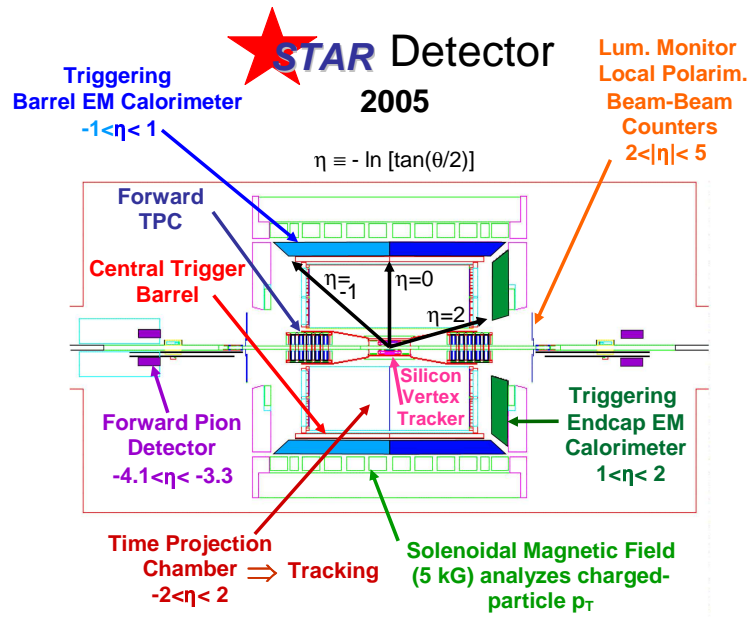 STAR Detector
2005
Triggering
Barrel EM Calorimeter
-1<η< 1
Lum. Monitor
Local Polarim.
Beam-Beam
Counters
2<|η|< 5
η ≡ - ln [tan(θ/2)]
Forward
TPC
Central Trigger
Barrel
η=
-1
η=0
η=2
Silicon
Vertex
Tracker
Forward Pion
Detector
-4.1<η< -3.3
Triggering
Endcap EM
Calorimeter
1<η< 2
Time Projection
Chamber ⇒ Tracking
-2<η< 2
Solenoidal Magnetic Field
(5 kG) analyzes charged-
particle pT